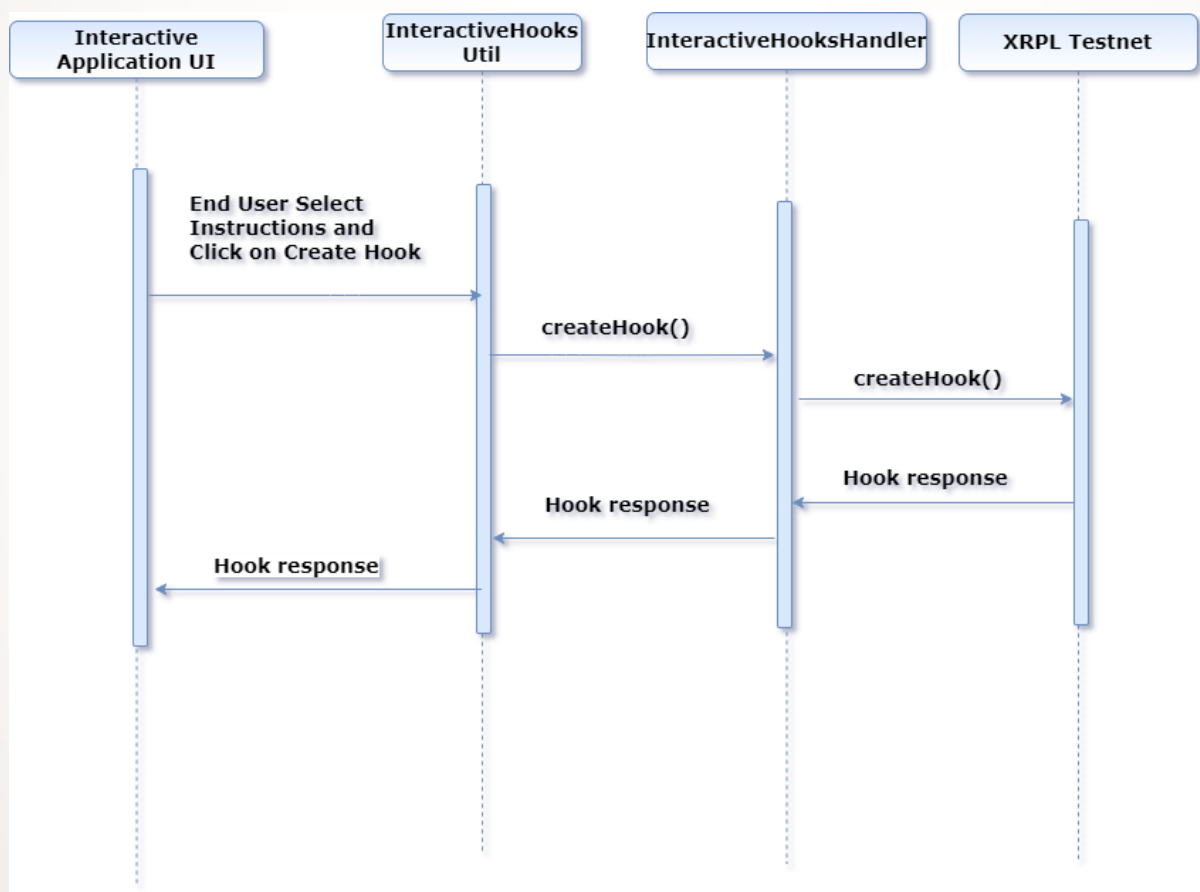 Interactive
Application UI
InteractiveHooks
Util
InteractiveHooksHandler
XRPL Testnet
End User Select
Instructions and
Click on Create Hook
createHook()
createHook()
Hook response
Hook response
Hook response